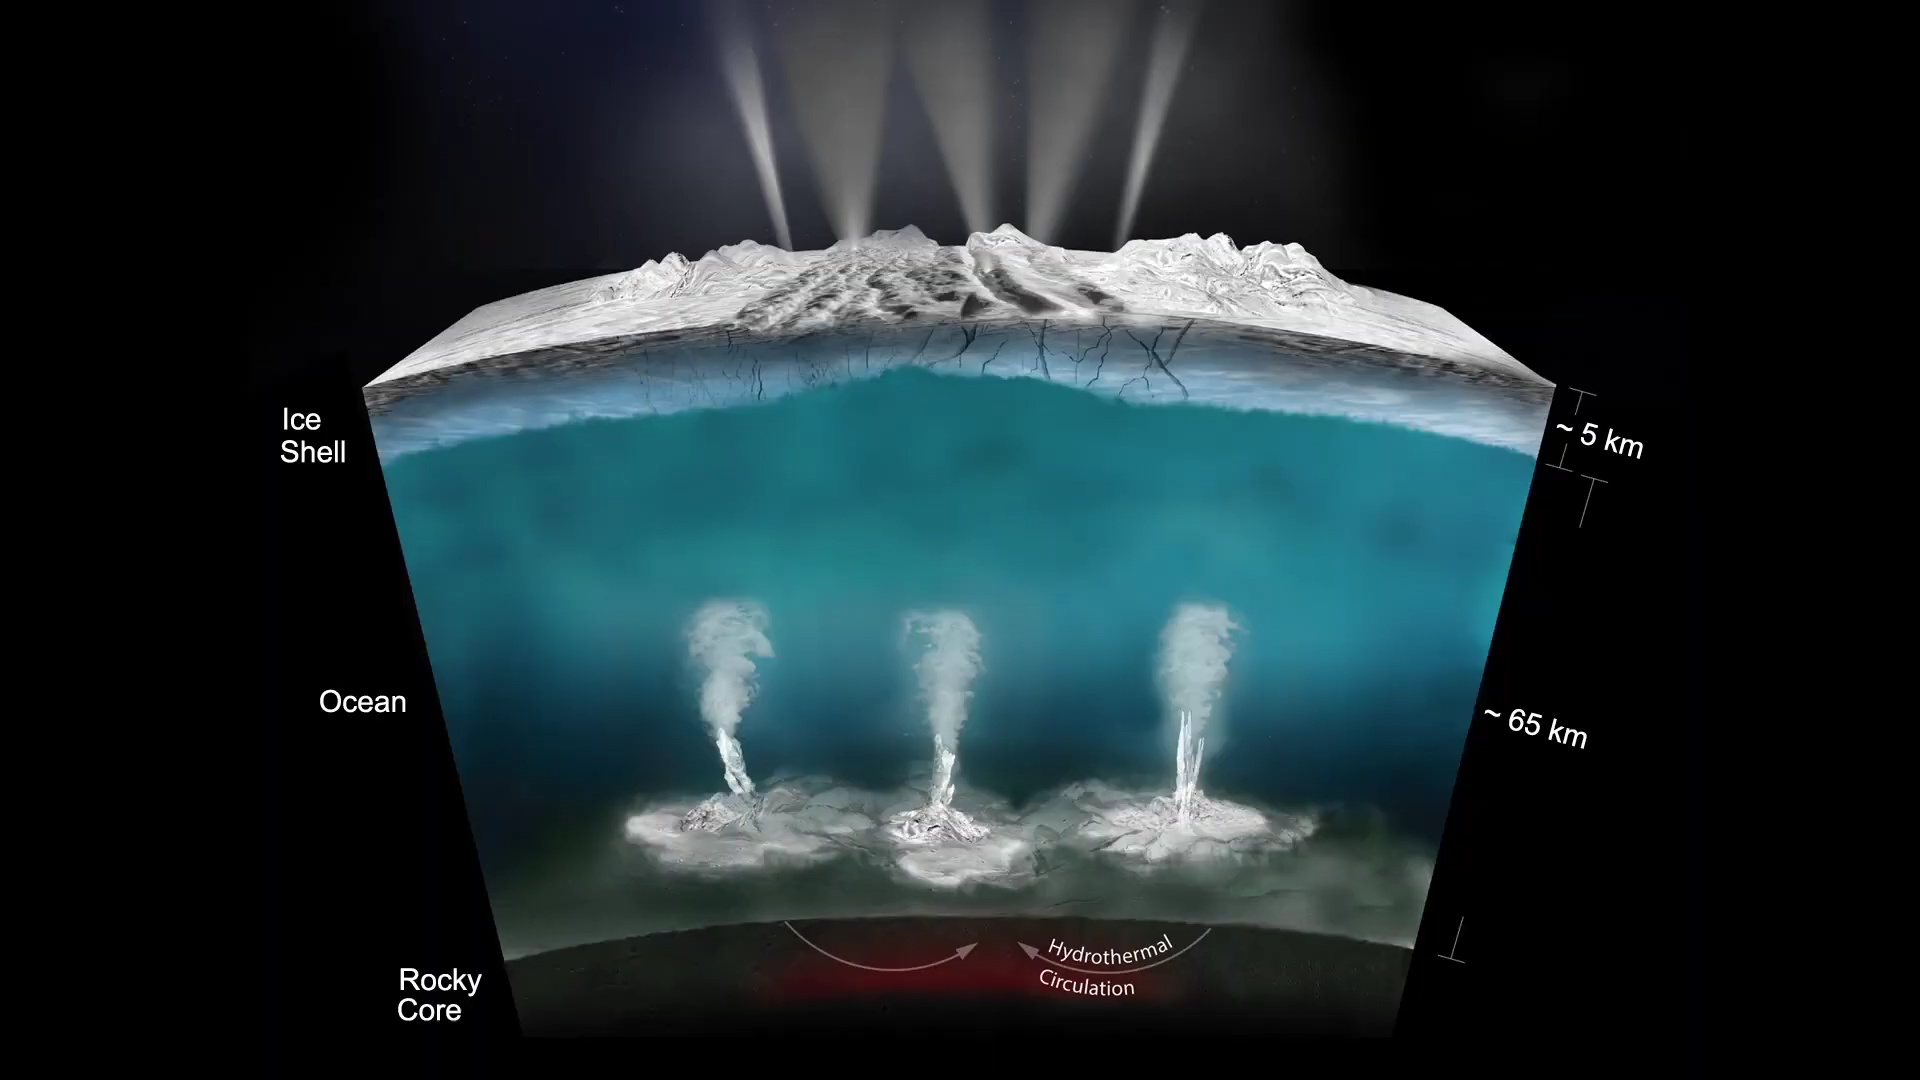 Ice
Shell
~ 5 km
Ocean
~ 65 km
Hydrothermal
Circulation
Rocky
Core